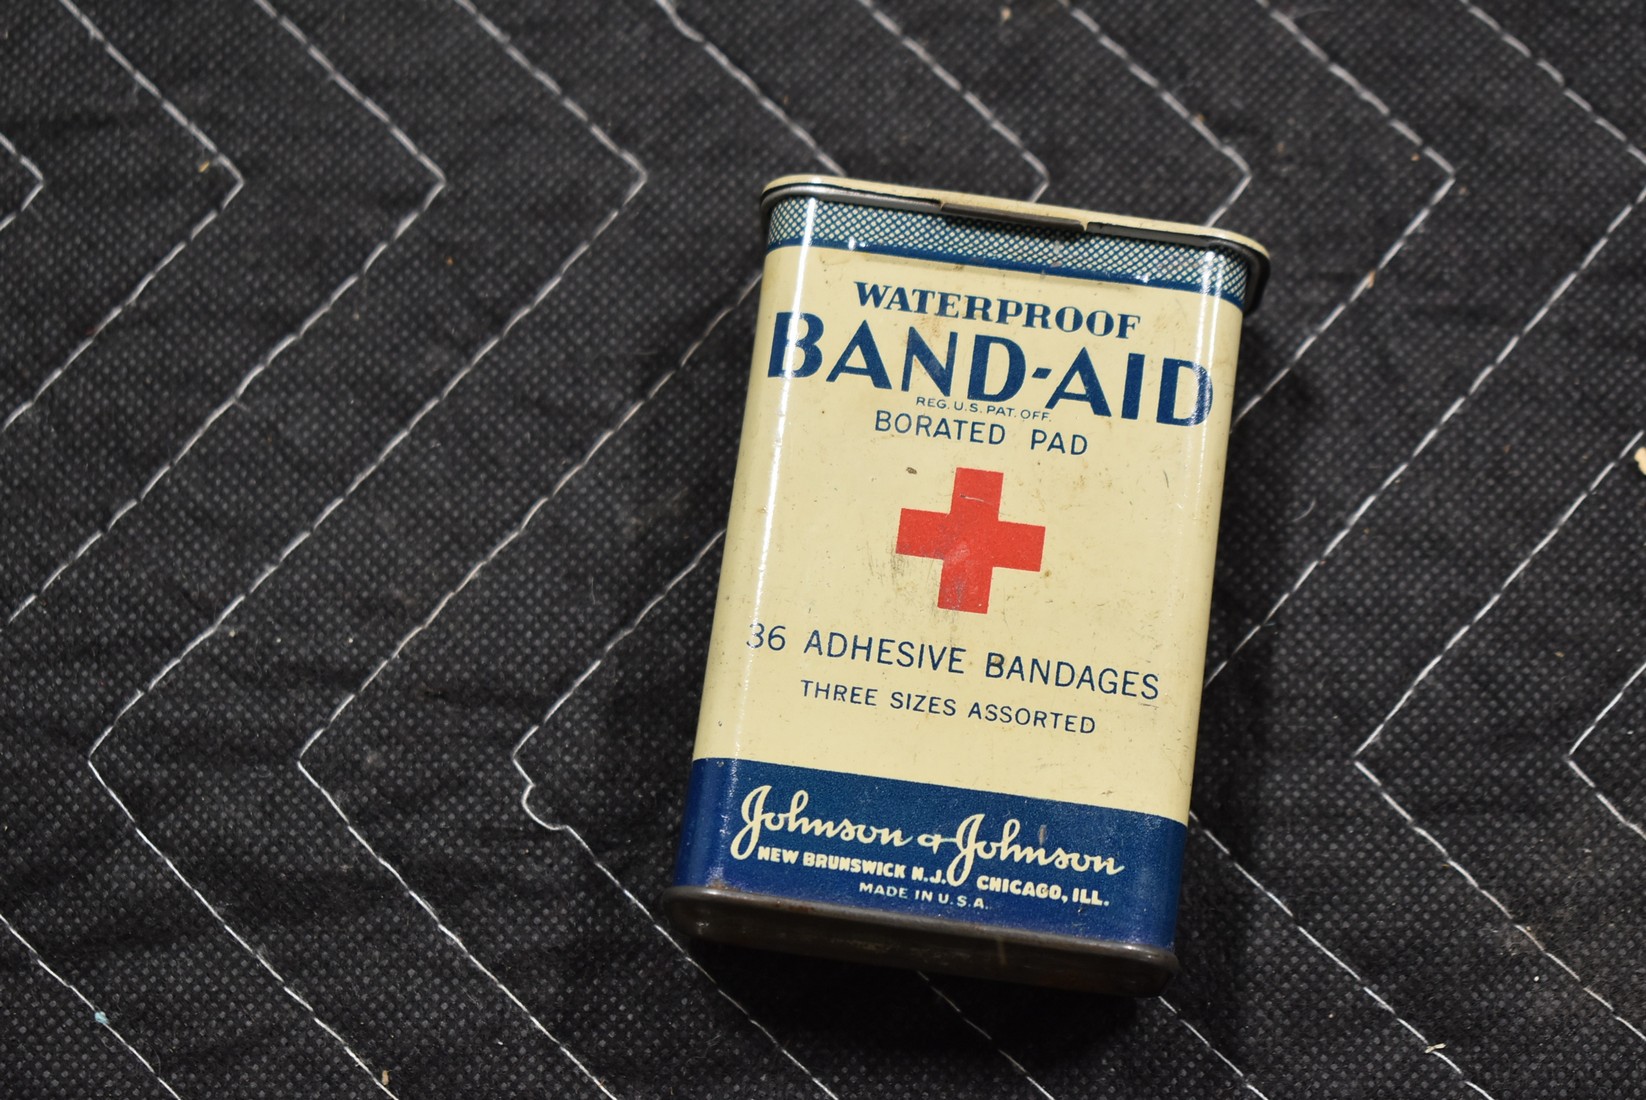 WATERPROOF
BAND-AID
REG. U.S. PAT. OFF.
BORATED PAD
36 ADHESIVE BANDAGES
THREE SIZES ASSORTED
Johnson & Johnson
NEW BRUNSWICK N.J. CHICAGO, ILL.
MADE IN U.S.A.